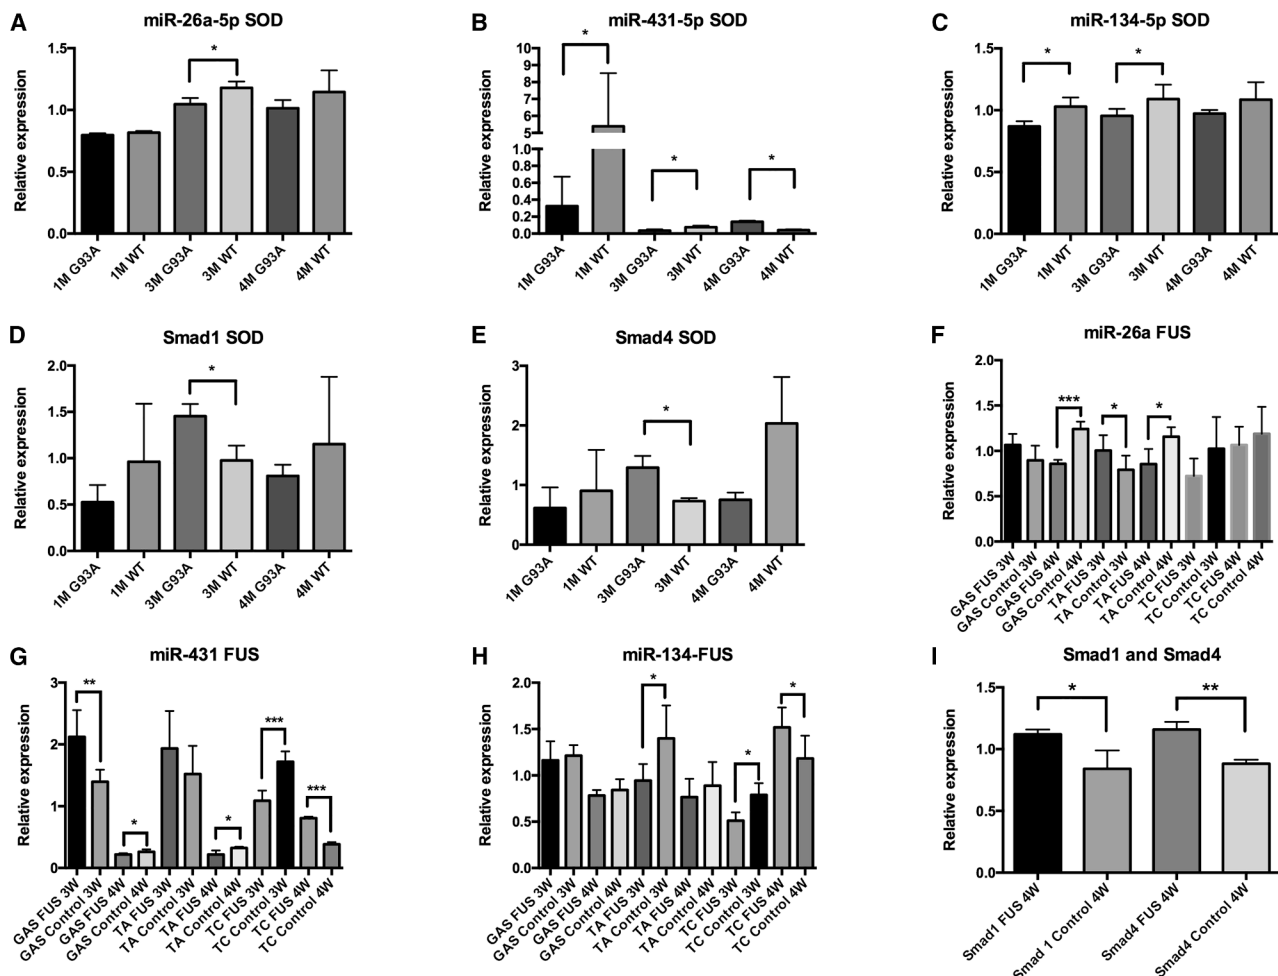 A
miR-26a-5p SOD
Relative expression
1.5
1.0
0.5
0.0
*
1M G93A
1M WT
3M G93A
3M WT
4M G93A
4M WT
B
miR-431-5p SOD
Relative expression
10
9
8
7
6
5
1.0
0.8
0.6
0.4
0.2
0.0
*
*
*
1M G93A
1M WT
3M G93A
3M WT
4M G93A
4M WT
C
miR-134-5p SOD
Relative expression
1.5
1.0
0.5
0.0
*
*
1M G93A
1M WT
3M G93A
3M WT
4M G93A
4M WT
D
Smad1 SOD
Relative expression
2.0
1.5
1.0
0.5
0.0
*
1M G93A
1M WT
3M G93A
3M WT
4M G93A
4M WT
E
Smad4 SOD
Relative expression
3
2
1
0
*
1M G93A
1M WT
3M G93A
3M WT
4M G93A
4M WT
F
miR-26a FUS
Relative expression
2.0
1.5
1.0
0.5
0.0
***
*
*
GAS FUS 3W
GAS Control 3W
GAS FUS 4W
GAS Control 4W
TA FUS 3W
TA Control 3W
TA FUS 4W
TA Control 4W
TC FUS 3W
TC Control 3W
TC FUS 4W
TC Control 4W
G
miR-431 FUS
Relative expression
3
2
1
0
**
*
*
***
***
GAS FUS 3W
GAS Control 3W
GAS FUS 4W
GAS Control 4W
TA FUS 3W
TA Control 3W
TA FUS 4W
TA Control 4W
TC FUS 3W
TC Control 3W
TC FUS 4W
TC Control 4W
H
miR-134-FUS
Relative expression
2.0
1.5
1.0
0.5
0.0
*
*
*
GAS FUS 3W
GAS Control 3W
GAS FUS 4W
GAS Control 4W
TA FUS 3W
TA Control 3W
TA FUS 4W
TA Control 4W
TC FUS 3W
TC Control 3W
TC FUS 4W
TC Control 4W
I
Smad1 and Smad4
Relative expression
1.5
1.0
0.5
0.0
*
**
Smad1 FUS 4W
Smad 1 Control 4W
Smad4 FUS 4W
Smad4 Control 4W